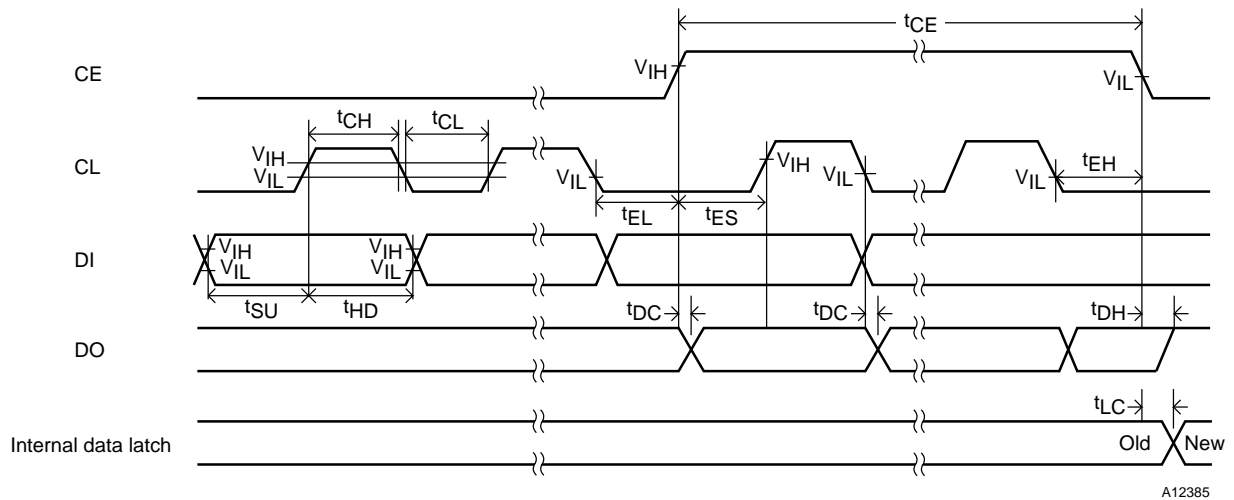 tCE
CE
VIH
VIL
tCH
tCL
CL
VIH
VIL
VIL
VIH
VIL
VIL
tEH
tEL
tES
DI
VIH
VIL
VIH
VIL
tSU
tHD
tDC
tDC
tDH
DO
tLC
Internal data latch
Old
New
A12385